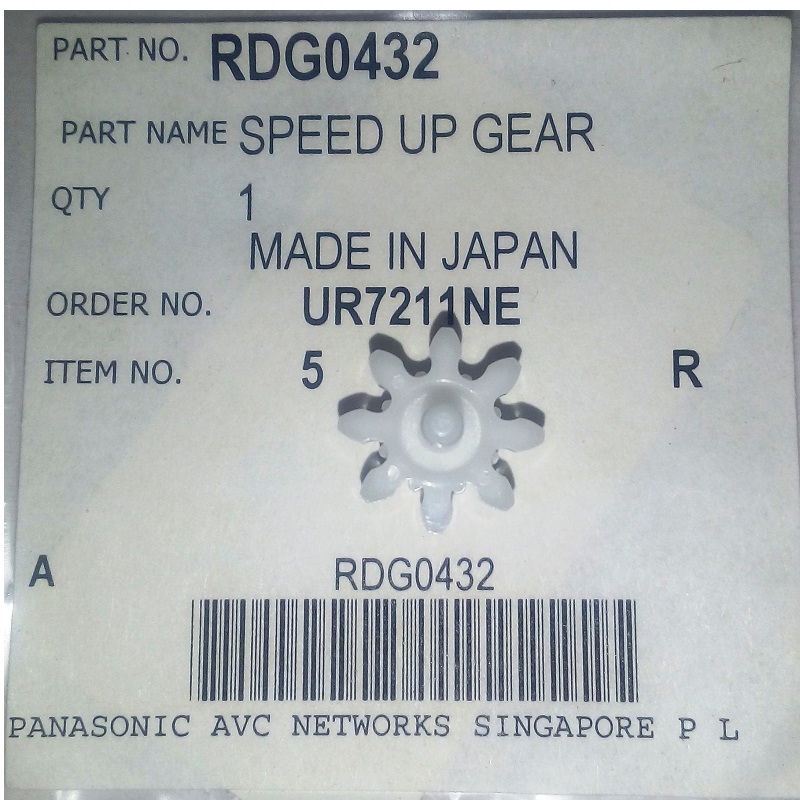 PART NO. RDG0432
PART NAME SPEED UP GEAR
QTY 1
MADE IN JAPAN
ORDER NO. UR7211NE
ITEM NO. 5 R
A RDG0432
PANASONIC AVC NETWORKS SINGAPORE P L